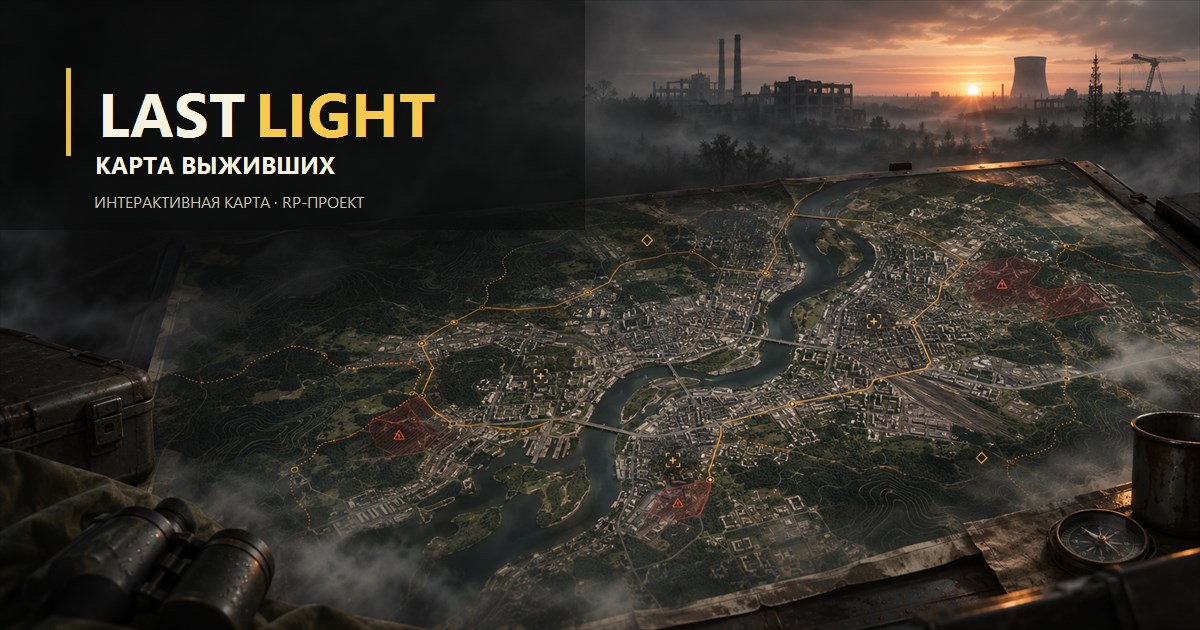 LAST LIGHT
КАРТА ВЫЖИВШИХ
ИНТЕРАКТИВНАЯ КАРТА · RP-ПРОЕКТ